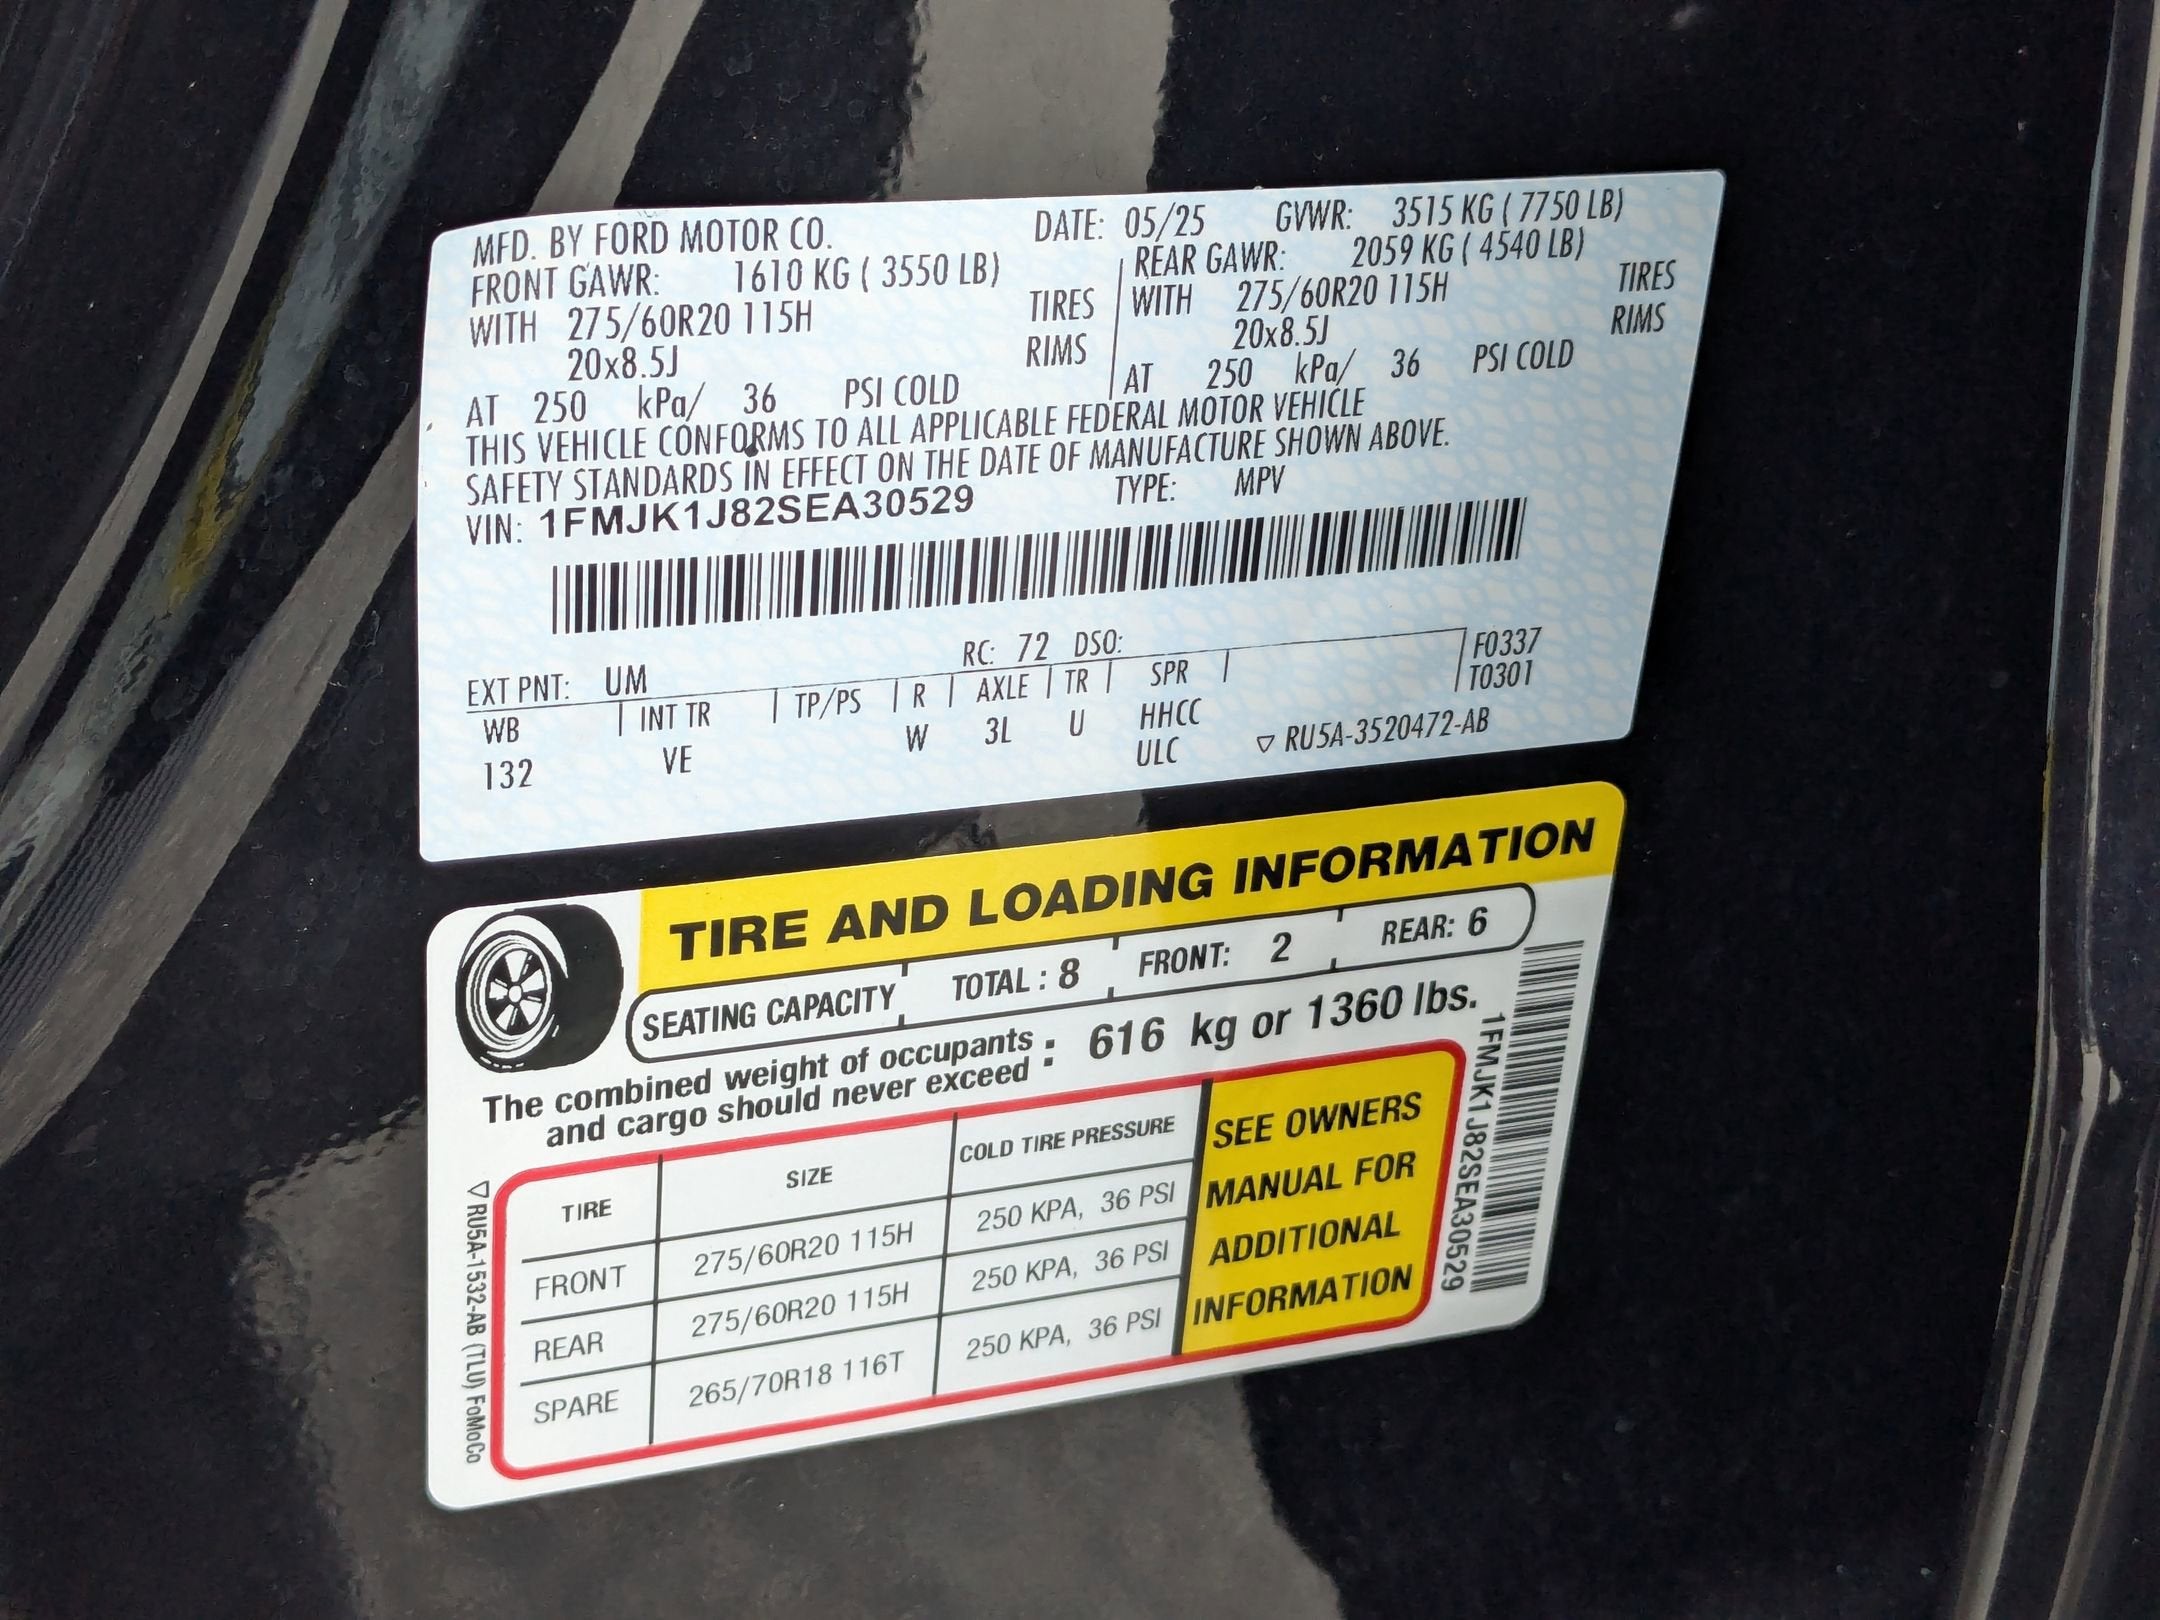 MFD. BY FORD MOTOR CO. DATE: 05/25 GVWR: 3515 KG ( 7750 LB)
FRONT GAWR: 1610 KG ( 3550 LB) REAR GAWR: 2059 KG ( 4540 LB)
WITH 275/60R20 115H TIRES WITH 275/60R20 115H TIRES
20x8.5J RIMS 20x8.5J RIMS
AT 250 kPa/ 36 PSI COLD AT 250 kPa/ 36 PSI COLD
THIS VEHICLE CONFORMS TO ALL APPLICABLE FEDERAL MOTOR VEHICLE
SAFETY STANDARDS IN EFFECT ON THE DATE OF MANUFACTURE SHOWN ABOVE.
VIN: 1FMJK1J82SEA30529 TYPE: MPV
EXT PNT: UM RC: 72 DSO: F0337
WB INT TR TP/PS R AXLE TR SPR T0301
132 VE W 3L U HHCC
ULC ▽ RU5A-3520472-AB
TIRE AND LOADING INFORMATION
SEATING CAPACITY TOTAL : 8 FRONT: 2 REAR: 6
The combined weight of occupants
and cargo should never exceed : 616 kg or 1360 lbs.
TIRE SIZE COLD TIRE PRESSURE
FRONT 275/60R20 115H 250 KPA, 36 PSI
REAR 275/60R20 115H 250 KPA, 36 PSI
SPARE 265/70R18 116T 250 KPA, 36 PSI
SEE OWNERS
MANUAL FOR
ADDITIONAL
INFORMATION
1FMJK1J82SEA30529
▽ RU5A-1532-AB (TLU) FoMoCo